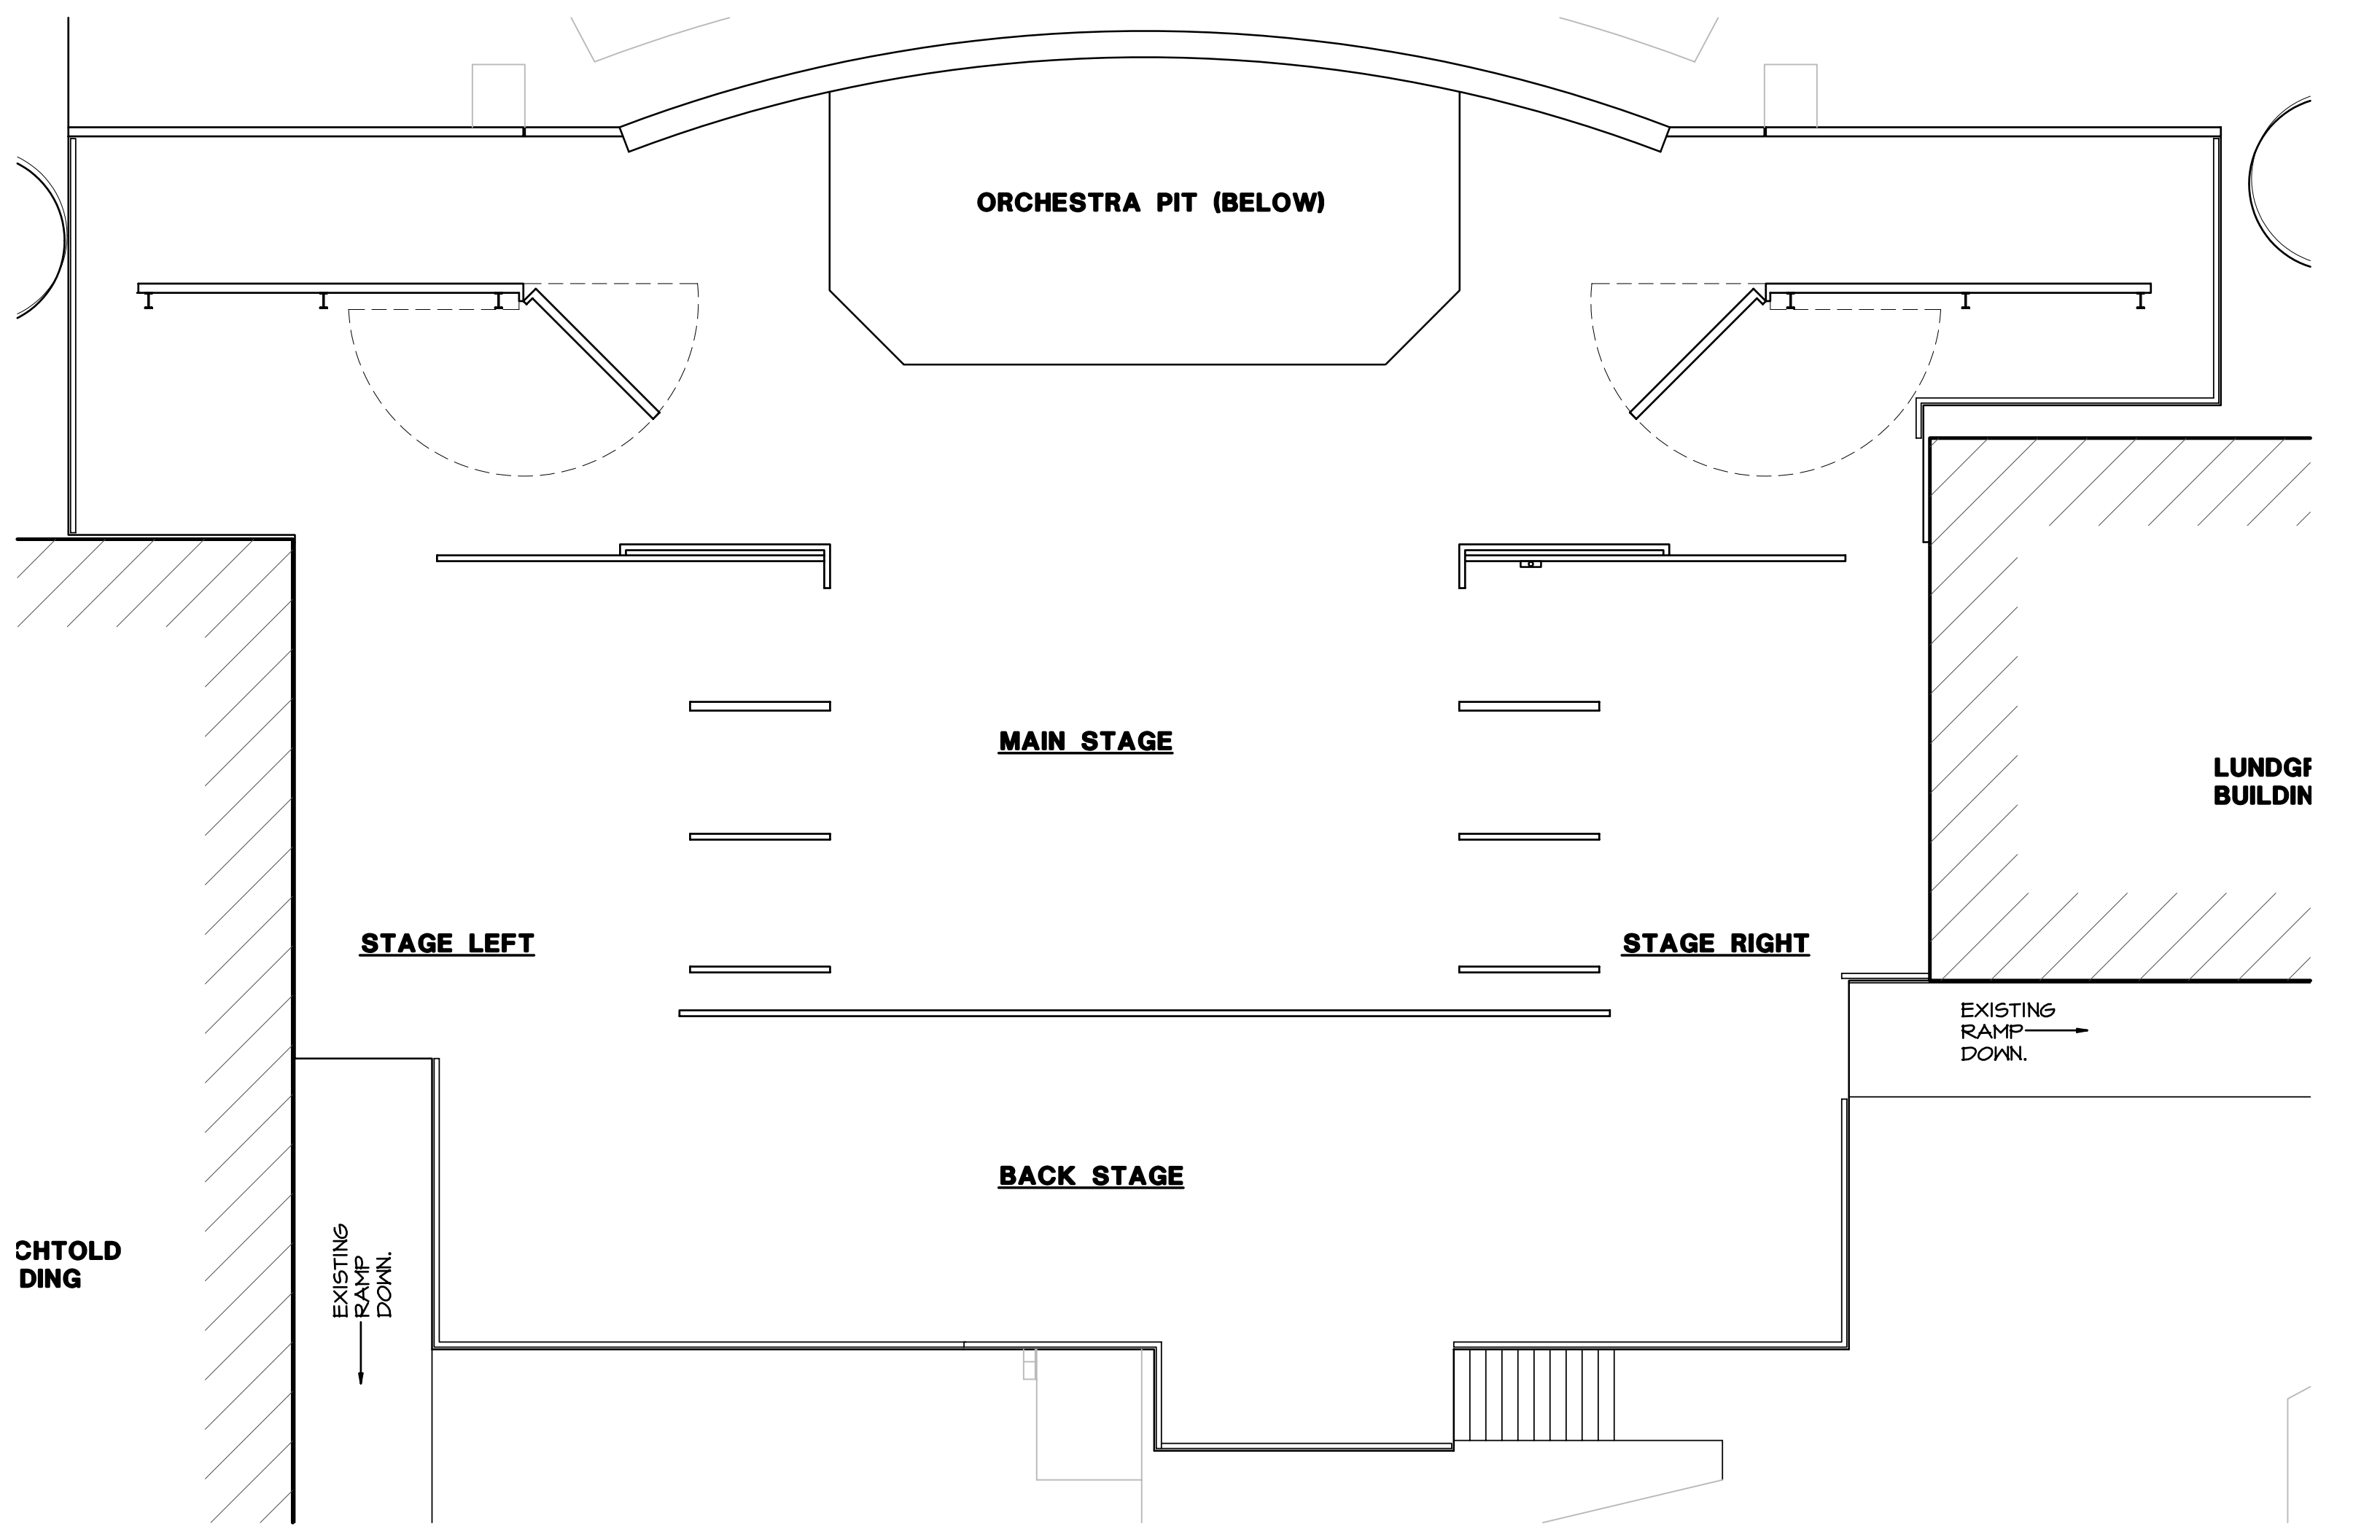 ORCHESTRA PIT (BELOW)
MAIN STAGE
LUNDGR
BUILDIN
STAGE LEFT
STAGE RIGHT
EXISTING
RAMP
DOWN.
BACK STAGE
CHTOLD
DING
EXISTING
RAMP
DOWN.